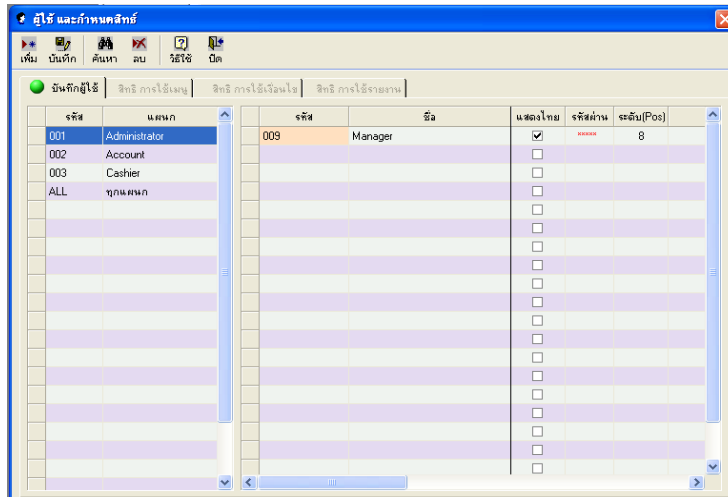 ผู้ใช้ และกำหนดสิทธ์
เพิ่ม บันทึก ค้นหา ลบ วิธีใช้ ปิด
บันทึกผู้ใช้ สิทธิ การใช้เมนู สิทธิ การใช้เงื่อนไข สิทธิ การใช้รายงาน
รหัส แผนก รหัส ชื่อ แสดงไทย รหัสผ่าน ระดับ(Pos)
001 Administrator 009 Manager ***** 8
002 Account
003 Cashier
ALL ทุกแผนก